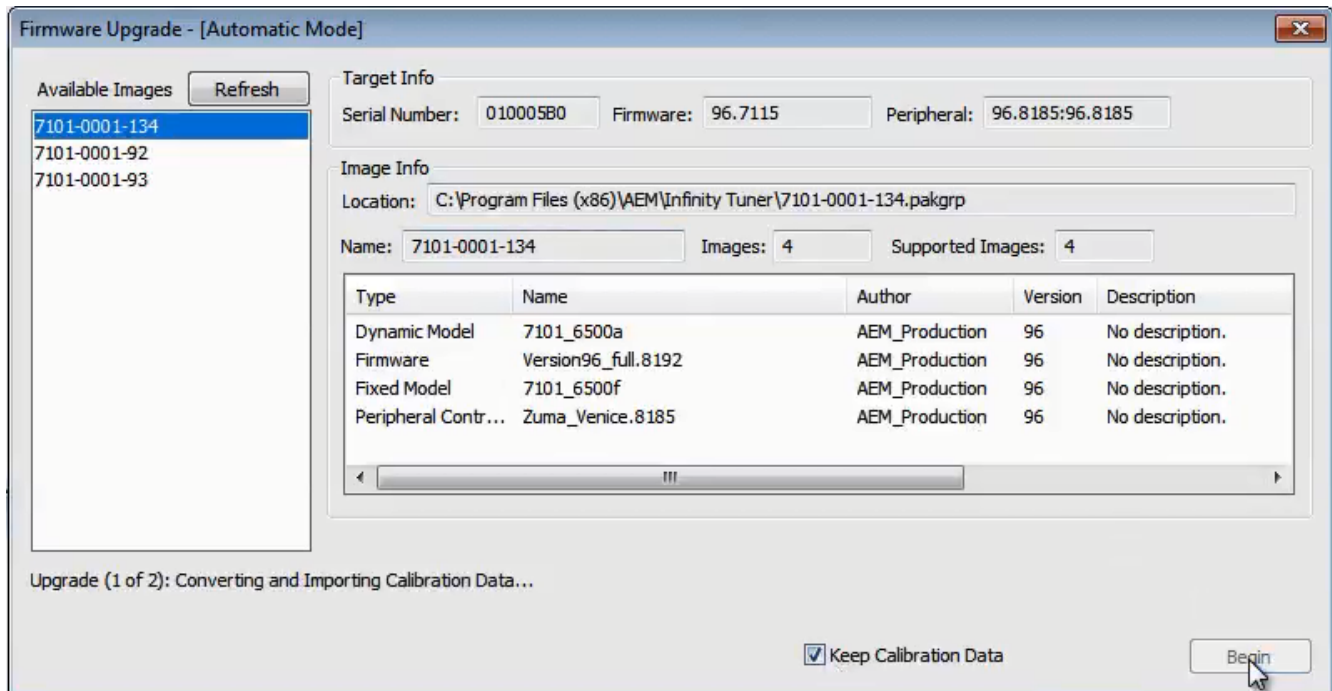 Firmware Upgrade - [Automatic Mode]
Available Images Refresh
7101-0001-134
7101-0001-92
7101-0001-93
Target Info
Serial Number: 010005B0 Firmware: 96.7115 Peripheral: 96.8185:96.8185
Image Info
Location: C:\Program Files (x86)\AEM\Infinity Tuner\7101-0001-134.pakgrp
Name: 7101-0001-134 Images: 4 Supported Images: 4
Type Name Author Version Description
Dynamic Model 7101_6500a AEM_Production 96 No description.
Firmware Version96_full.8192 AEM_Production 96 No description.
Fixed Model 7101_6500f AEM_Production 96 No description.
Peripheral Contr... Zuma_Venice.8185 AEM_Production 96 No description.
Upgrade (1 of 2): Converting and Importing Calibration Data...
Keep Calibration Data Begin